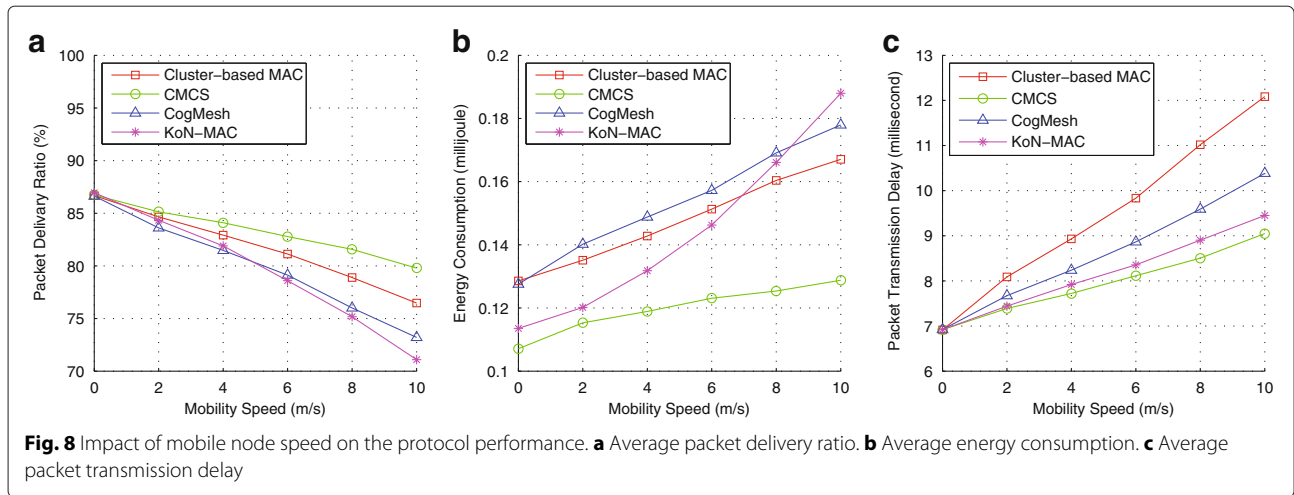 a
100
95
90
85
80
75
70
Packet Delivary Ratio (%)
0 2 4 6 8 10
Mobility Speed (m/s)
Cluster−based MAC
CMCS
CogMesh
KoN−MAC
b
0.2
0.18
0.16
0.14
0.12
0.1
Energy Consumption (millijoule)
0 2 4 6 8 10
Mobility Speed (m/s)
Cluster−based MAC
CMCS
CogMesh
KoN−MAC
c
13
12
11
10
9
8
7
6
Packet Transmission Delay (millisecond)
0 2 4 6 8 10
Mobility Speed (m/s)
Cluster−based MAC
CMCS
CogMesh
KoN−MAC
Fig. 8 Impact of mobile node speed on the protocol performance. a Average packet delivery ratio. b Average energy consumption. c Average
packet transmission delay